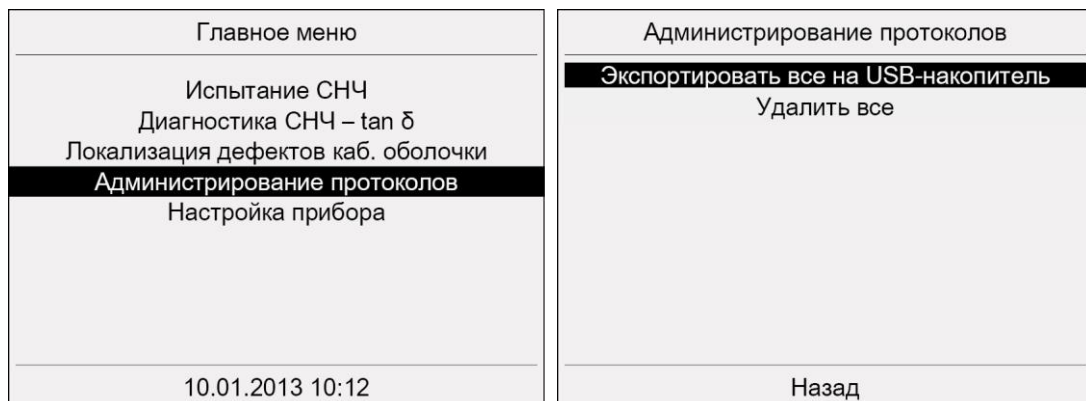 Главное меню
Испытание СНЧ
Диагностика СНЧ – tan δ
Локализация дефектов каб. оболочки
Администрирование протоколов
Настройка прибора
10.01.2013 10:12
Администрирование протоколов
Экспортировать все на USB-накопитель
Удалить все
Назад